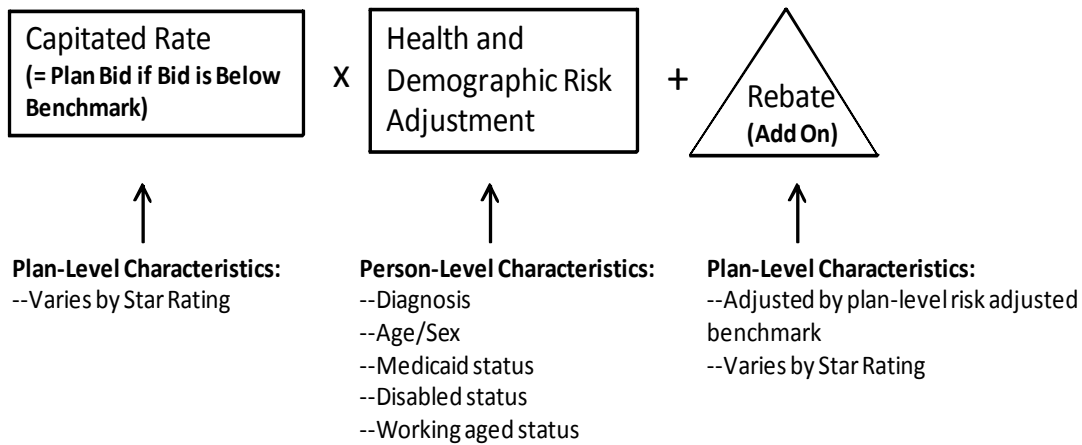 Capitated Rate
(= Plan Bid if Bid is Below
Benchmark)
x
Health and
Demographic Risk
Adjustment
+
Rebate
(Add On)
Plan-Level Characteristics:
--Varies by Star Rating
Person-Level Characteristics:
--Diagnosis
--Age/Sex
--Medicaid status
--Disabled status
--Working aged status
Plan-Level Characteristics:
--Adjusted by plan-level risk adjusted
benchmark
--Varies by Star Rating